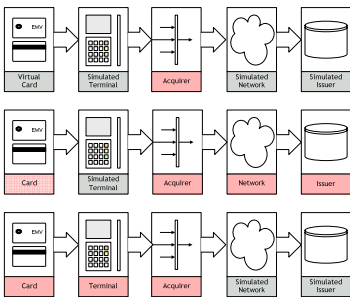 EMV
Virtual
Card
Simulated
Terminal
Acquirer
Simulated
Network
Simulated
Issuer
EMV
Card
Simulated
Terminal
Acquirer
Network
Issuer
EMV
Card
Terminal
Acquirer
Simulated
Network
Simulated
Issuer